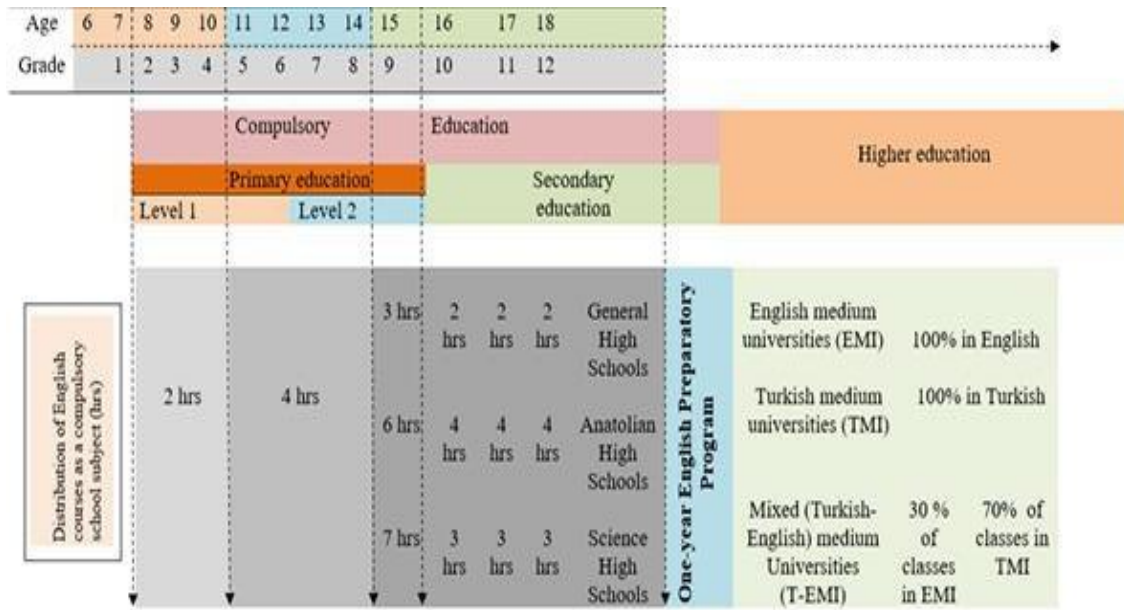 Age 6 7 8 9 10 11 12 13 14 15 16 17 18
Grade 1 2 3 4 5 6 7 8 9 10 11 12
Compulsory Education
Higher education
Primary education
Secondary
education
Level 1 Level 2
Distribution of English
courses as a compulsory
school subject (hrs)
2 hrs
4 hrs
3 hrs 2 2 2 General
hrs hrs hrs High
Schools
6 hrs 4 4 4 Anatolian
hrs hrs hrs High
Schools
7 hrs 3 3 3 Science
hrs hrs hrs High
Schools
One-year English Preparatory
Program
English medium
universities (EMI) 100% in English
Turkish medium 100% in Turkish
universities (TMI)
Mixed (Turkish- 30 % 70% of
English) medium of classes in
Universities classes TMI
(T-EMI) in EMI